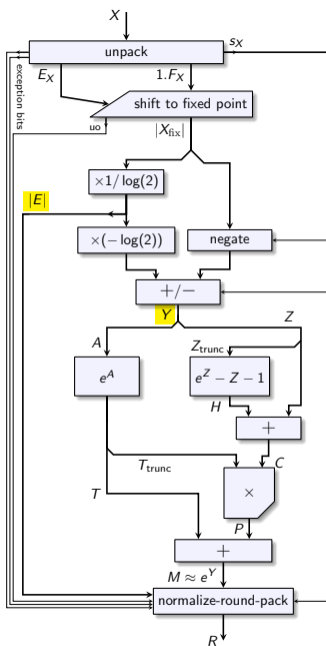 X
unpack
s_X
E_X
1.F_X
exception bits
shift to fixed point
uo
|X_fix|
×1/log(2)
|E|
×(−log(2))
negate
+/−
Y
Z
A
Z_trunc
e^A
e^Z − Z − 1
H
+
T_trunc
C
×
T
P
+
M ≈ e^Y
normalize-round-pack
R